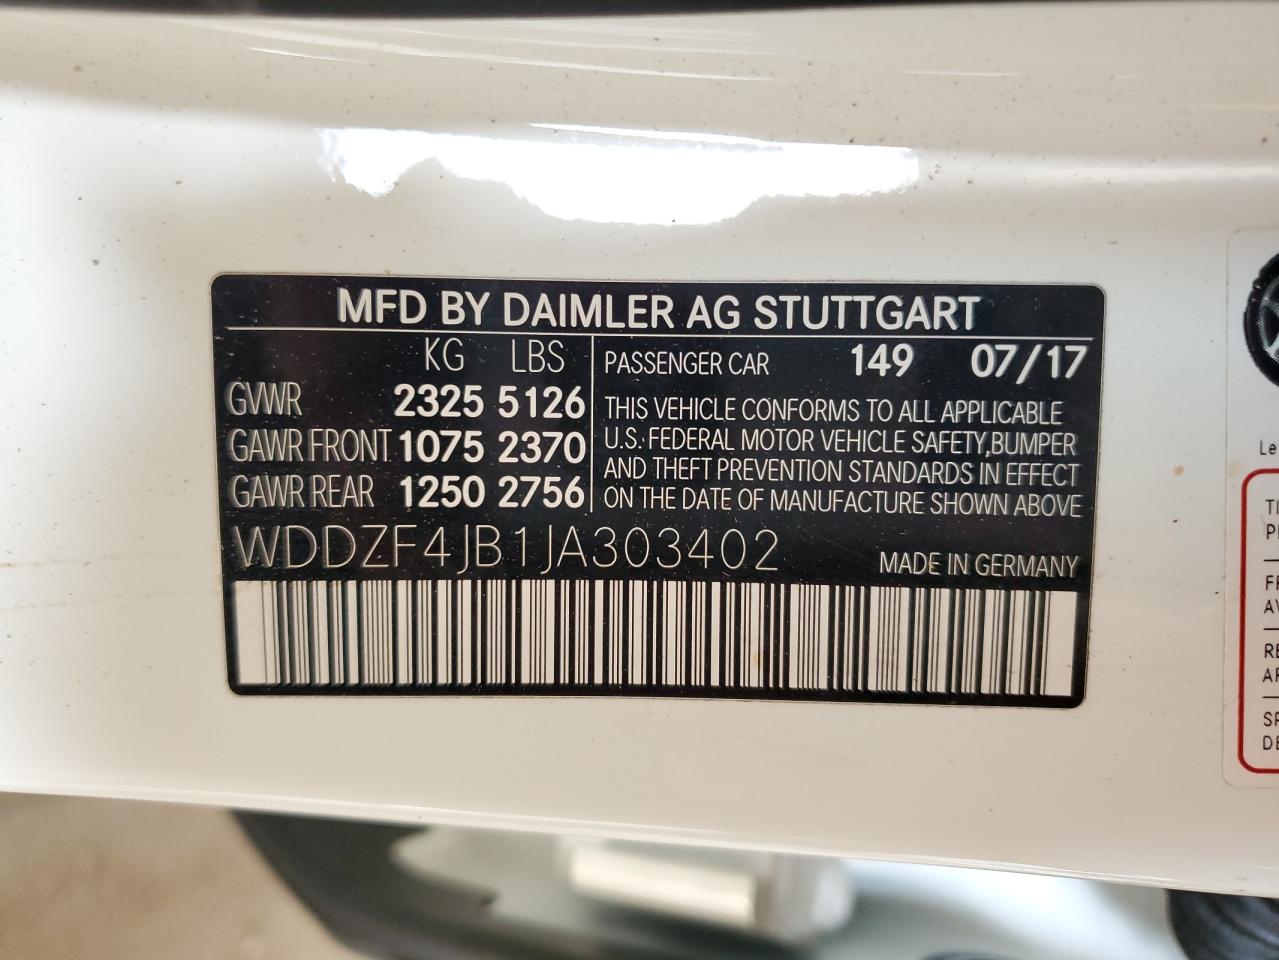 MFD BY DAIMLER AG STUTTGART
KG LBS
GVWR 2325 5126
GAWR FRONT 1075 2370
GAWR REAR 1250 2756
PASSENGER CAR 149 07/17
THIS VEHICLE CONFORMS TO ALL APPLICABLE
U.S. FEDERAL MOTOR VEHICLE SAFETY,BUMPER
AND THEFT PREVENTION STANDARDS IN EFFECT
ON THE DATE OF MANUFACTURE SHOWN ABOVE
WDDZF4JB1JA303402
MADE IN GERMANY